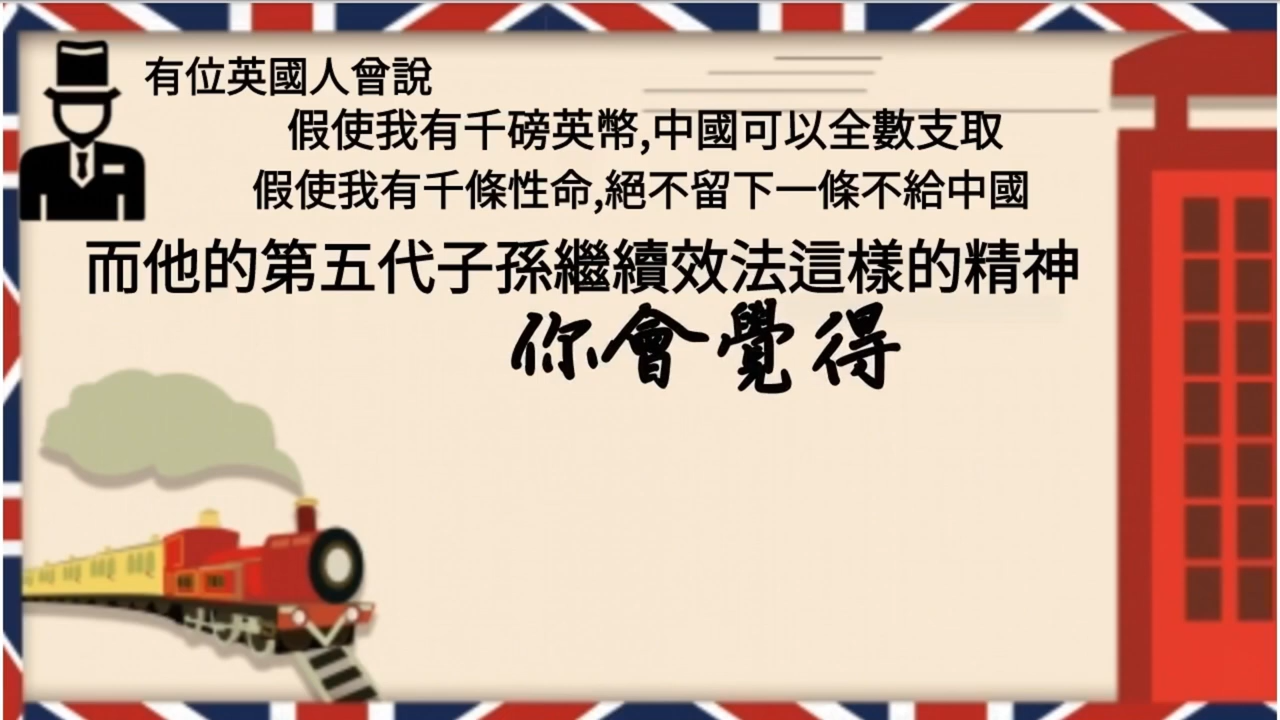 有位英國人曾說
假使我有千磅英幣,中國可以全數支取
假使我有千條性命,絕不留下一條不給中國
而他的第五代子孫繼續效法這樣的精神
你會覺得